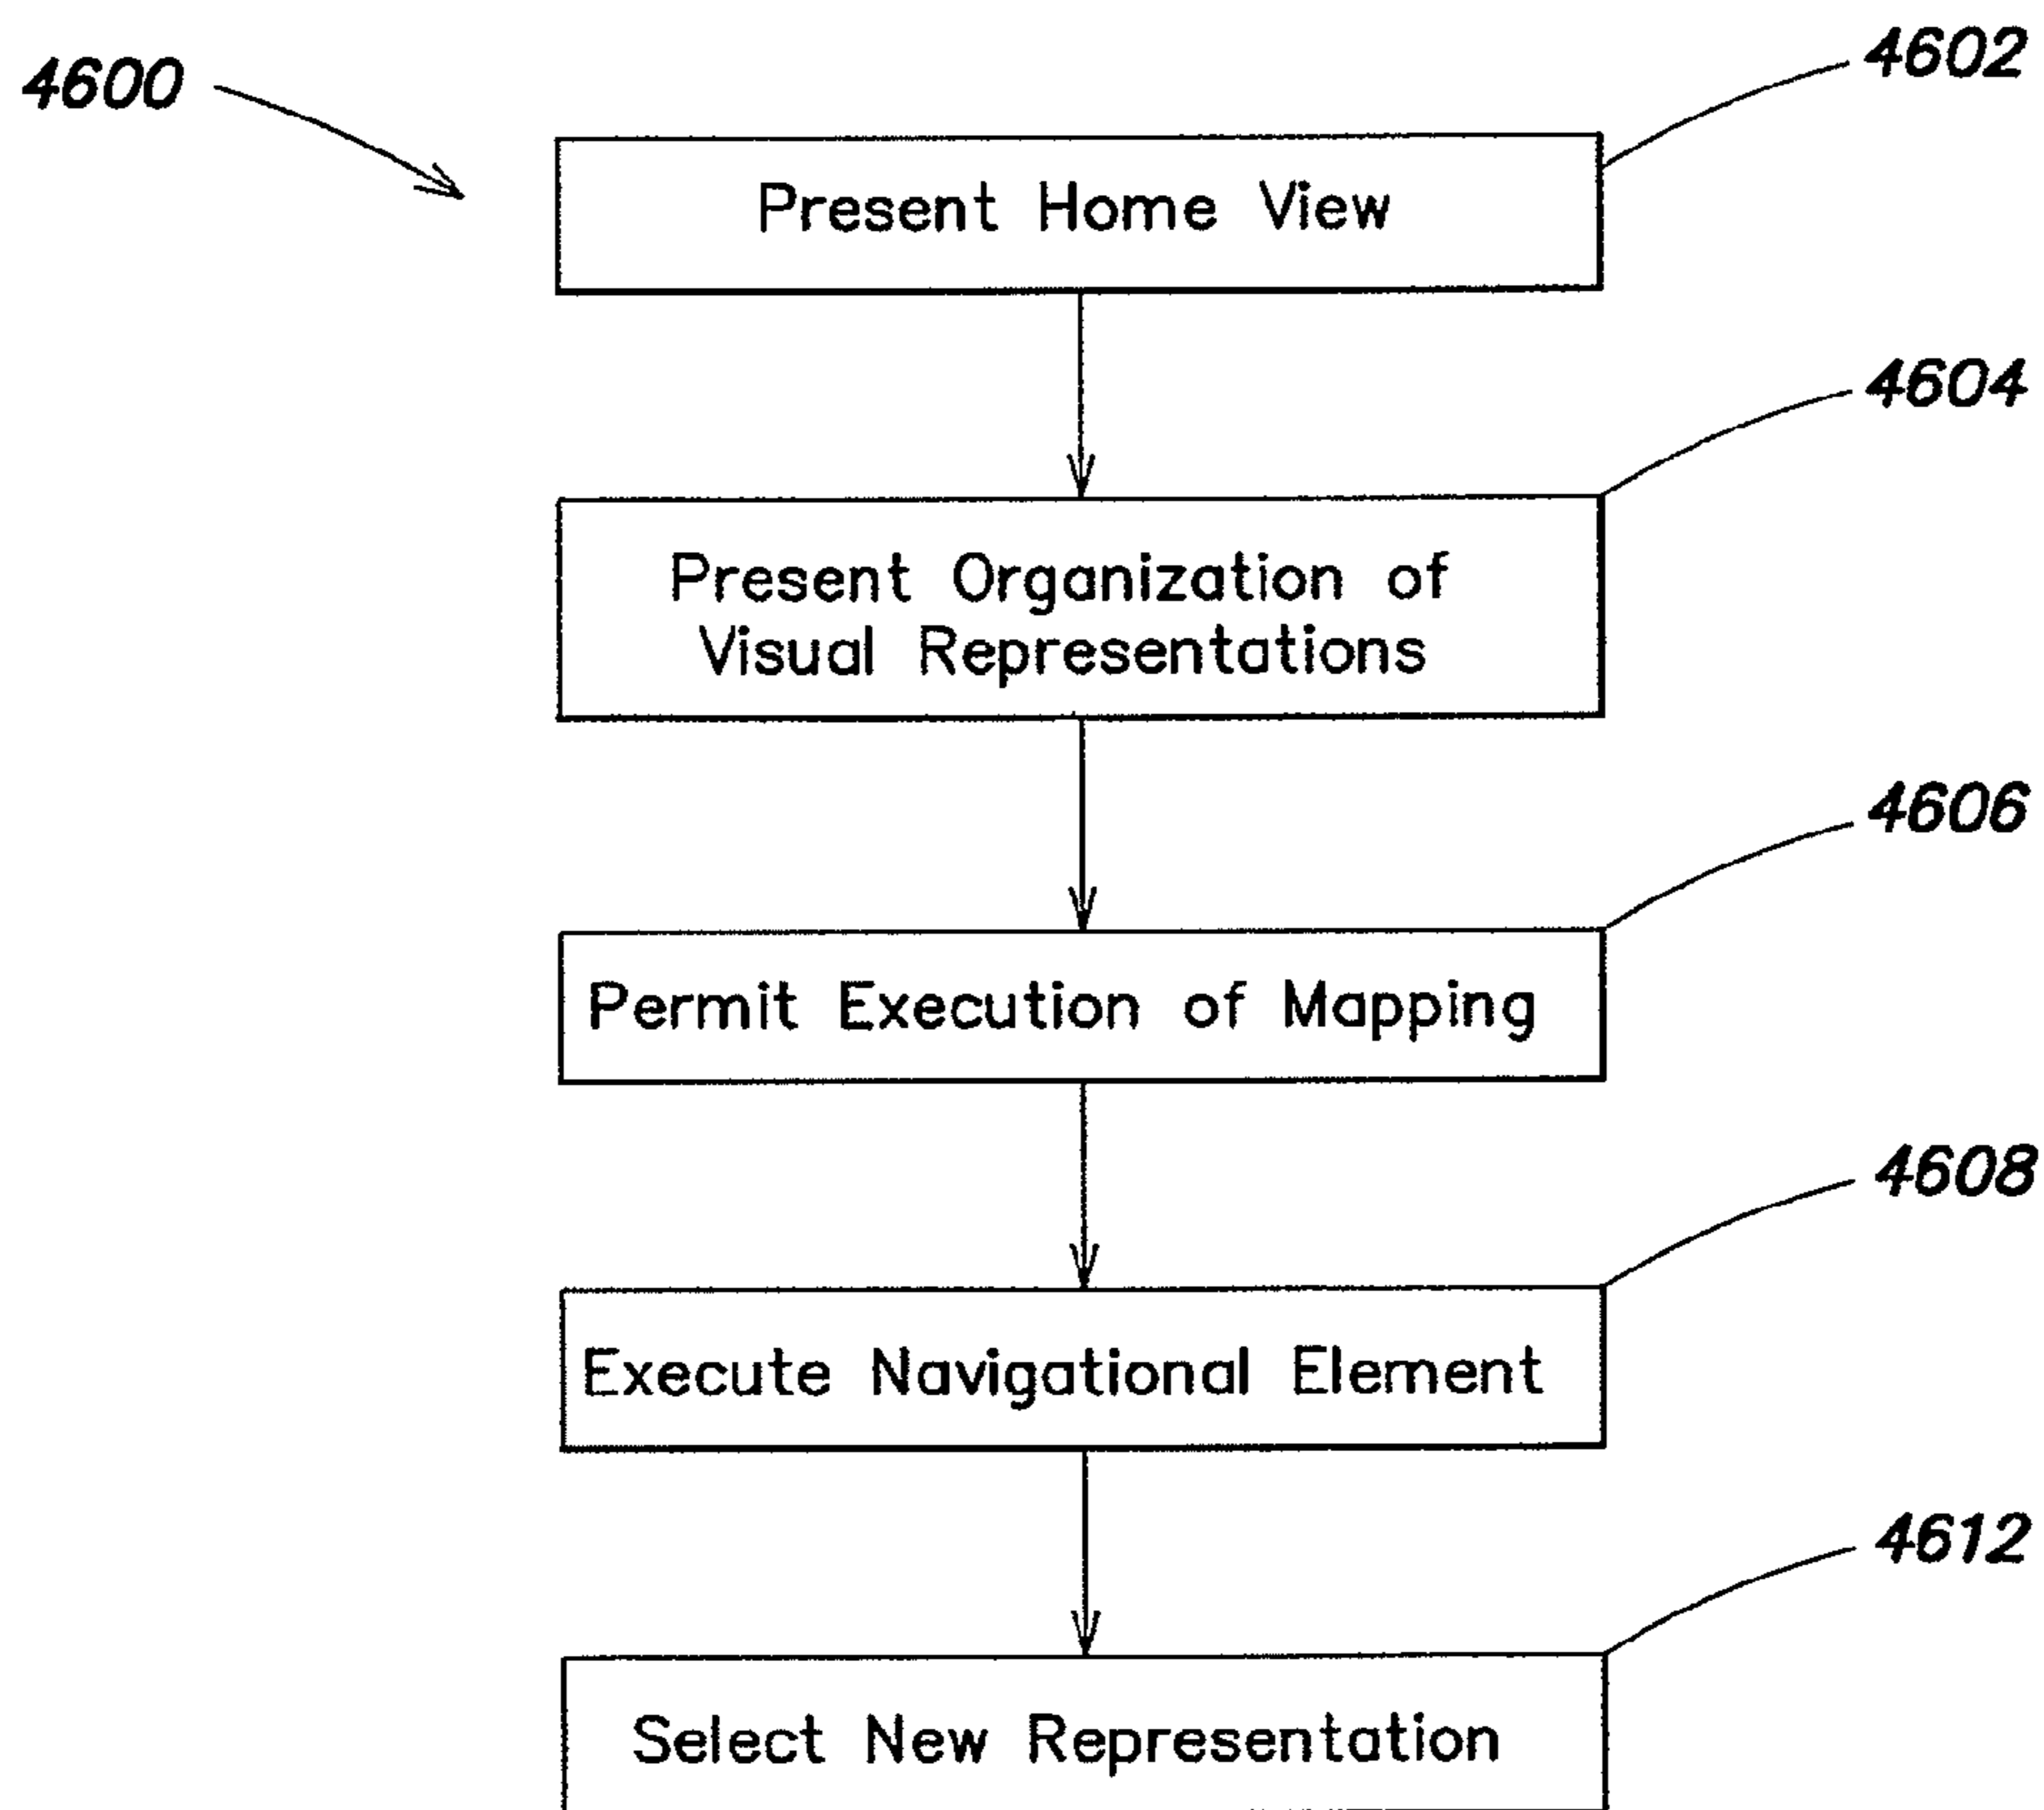 4600
4602
Present Home View
4604
Present Organization of
Visual Representations
4606
Permit Execution of Mapping
4608
Execute Navigational Element
4612
Select New Representation